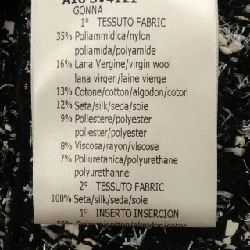 GONNA
1° TESSUTO FABRIC
35% Poliammidica/nylon
poliamida/polyamide
16% Lana Vergine/virgin wool
lana virger/laine vierge
13% Cotone/cotton/algodon/coton
12% Seta/silk/seda/soie
9% Poliestere/polyester
poliester/polyester
8% Viscosa/rayon/viscose
7% Poliuretanica/polyurethane
polyurethanne
2° TESSUTO FABRIC
100% Seta/silk/seda/soie
1° INSERTO INSERCION